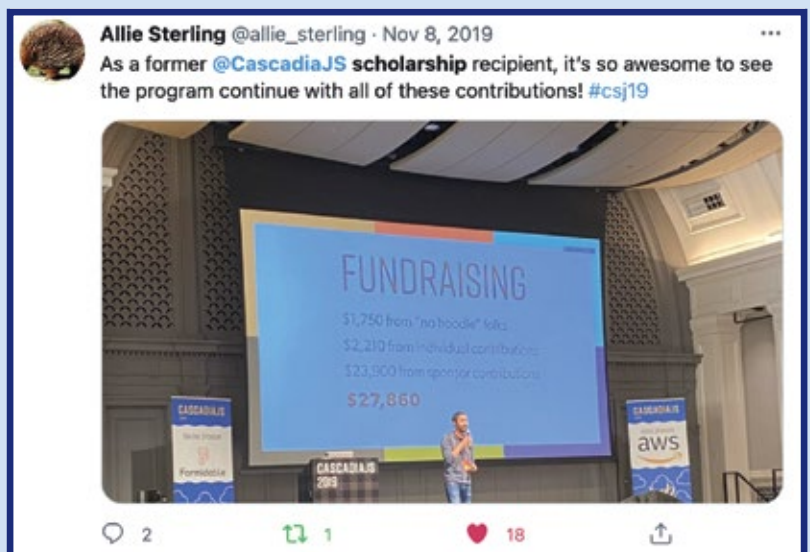 Allie Sterling @allie_sterling · Nov 8, 2019
As a former @CascadiaJS scholarship recipient, it's so awesome to see
the program continue with all of these contributions! #csj19
FUNDRAISING
$1,750 from "no hoodie" folks
$2,210 from individual contributions
$23,900 from sponsor contributions
$27,860
CASCADIAJS
Formidable
CASCADIAJS
2019
CASCADIAJS
aws
2
1
18